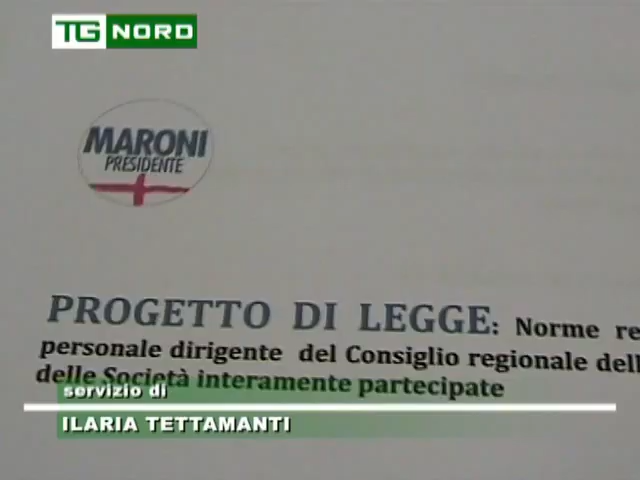 TG NORD
MARONI
PRESIDENTE
PROGETTO DI LEGGE: Norme re
personale dirigente del Consiglio regionale dell
delle Società interamente partecipate
servizio di
ILARIA TETTAMANTI